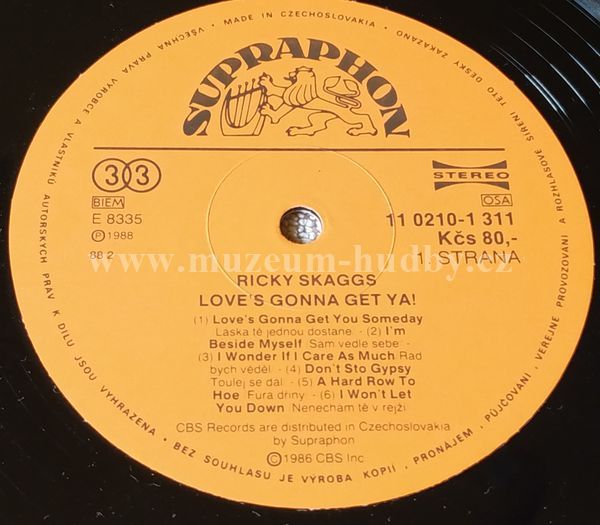 VŠECHNA PRÁVA VÝROBCE A VLASTNÍKŮ AUTORSKÝCH PRÁV K DÍLU JSOU VYHRAZENA • BEZ SOUHLASU JE VÝROBA KOPIÍ, PRONÁJEM, PŮJČOVÁNÍ, VEŘEJNÉ PROVOZOVÁNÍ A ROZHLASOVÉ ŠÍŘENÍ TÉTO DESKY ZAKÁZÁNO • MADE IN CZECHOSLOVAKIA •
SUPRAPHON
33
STEREO
BIEM
OSA
E 8335
11 0210-1 311
Ⓟ 1988
Kčs 80,-
88 2
1. STRANA
www.muzeum-hudby.cz
RICKY SKAGGS
LOVE'S GONNA GET YA!
(1) Love's Gonna Get You Someday
Láska tě jednou dostane (2) I'm
Beside Myself Sám vedle sebe
(3) I Wonder If I Care As Much Rád
bych věděl - (4) Don't Sto Gypsy
Toulej se dál - (5) A Hard Row To
Hoe Fůra dřiny - (6) I Won't Let
You Down Nenechám tě v rejži
CBS Records are distributed in Czechoslovakia
by Supraphon
©1986 CBS Inc